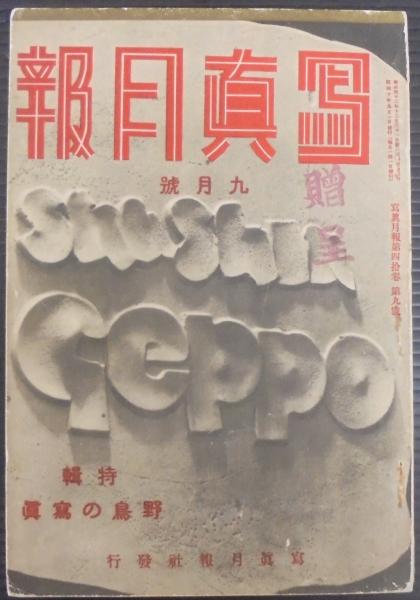 寫真月報
九月號
贈呈
寫眞月報第四拾卷 第九號
Shashin
Geppo
特輯
野鳥の寫眞
寫眞月報社發行